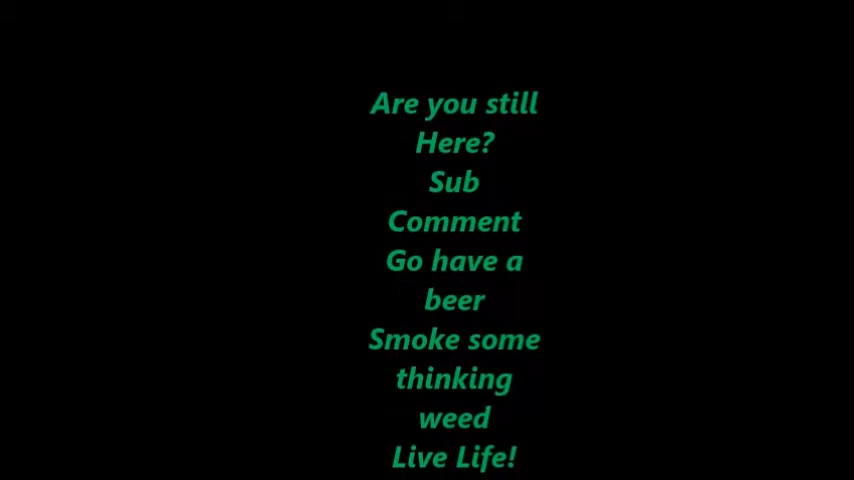 Are you still
Here?
Sub
Comment
Go have a
beer
Smoke some
thinking
weed
Live Life!